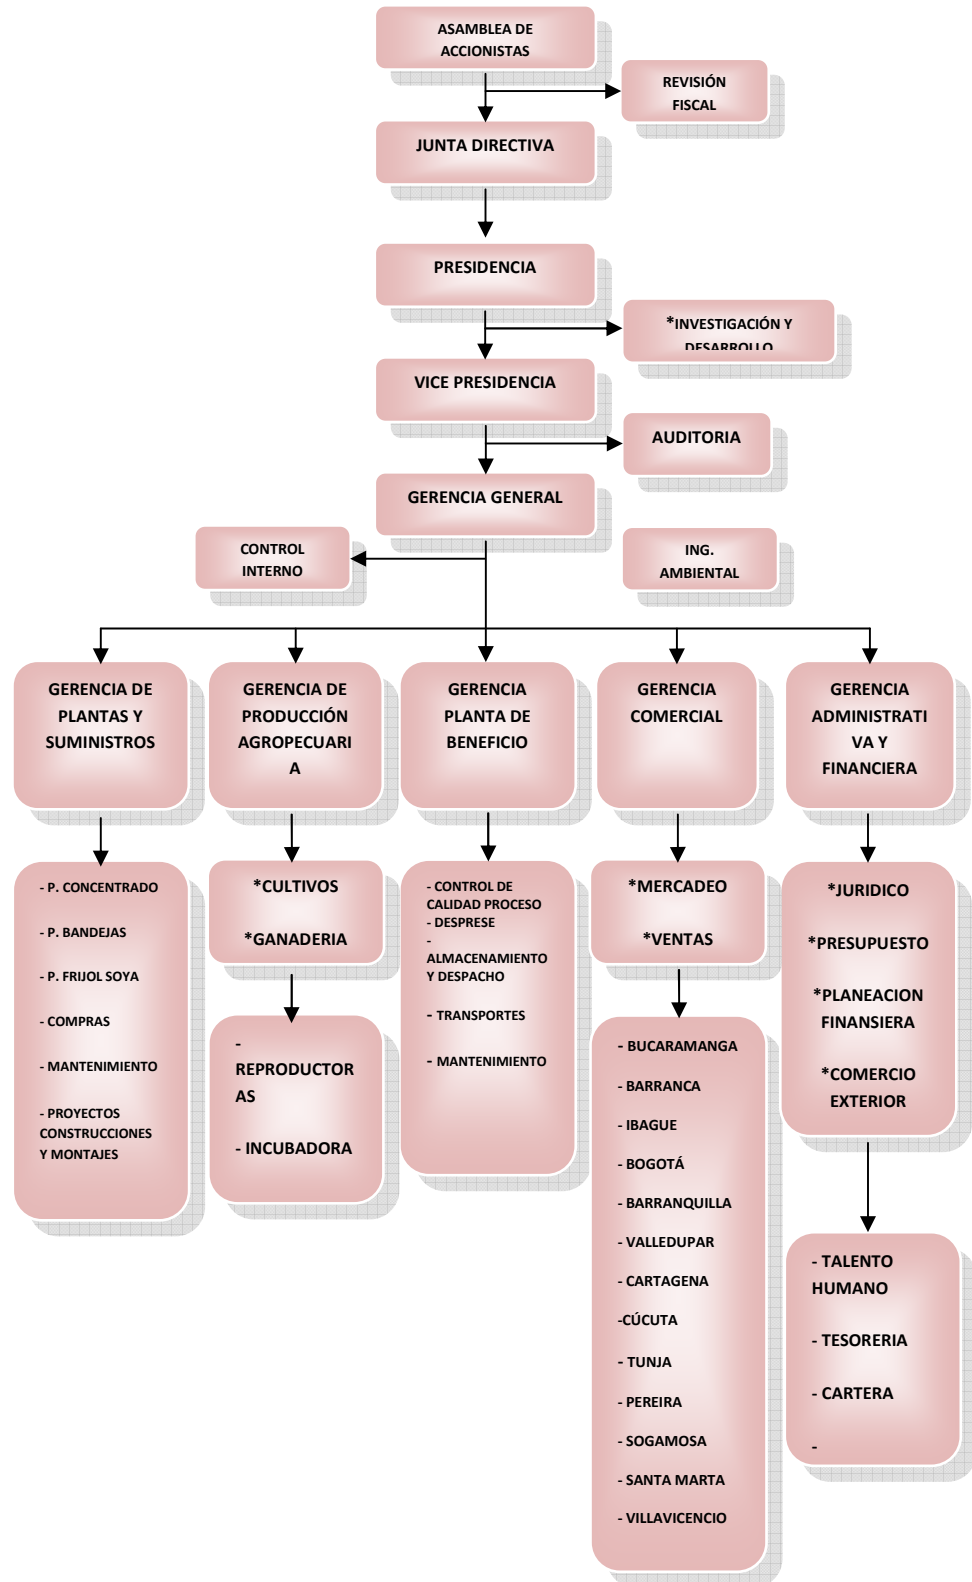 ASAMBLEA DE
ACCIONISTAS
REVISIÓN
FISCAL
JUNTA DIRECTIVA
PRESIDENCIA
*INVESTIGACIÓN Y
DESARROLLO
VICE PRESIDENCIA
AUDITORIA
GERENCIA GENERAL
CONTROL
INTERNO
ING.
AMBIENTAL
GERENCIA DE
PLANTAS Y
SUMINISTROS
GERENCIA DE
PRODUCCIÓN
AGROPECUARI
A
GERENCIA
PLANTA DE
BENEFICIO
GERENCIA
COMERCIAL
GERENCIA
ADMINISTRATI
VA Y
FINANCIERA
- P. CONCENTRADO
- P. BANDEJAS
- P. FRIJOL SOYA
- COMPRAS
- MANTENIMIENTO
- PROYECTOS
CONSTRUCCIONES
Y MONTAJES
*CULTIVOS
*GANADERIA
-
REPRODUCTOR
AS
- INCUBADORA
- CONTROL DE
CALIDAD PROCESO
- DESPRESE
-
ALMACENAMIENTO
Y DESPACHO
- TRANSPORTES
- MANTENIMIENTO
*MERCADEO
*VENTAS
- BUCARAMANGA
- BARRANCA
- IBAGUE
- BOGOTÁ
- BARRANQUILLA
- VALLEDUPAR
- CARTAGENA
-CÚCUTA
- TUNJA
- PEREIRA
- SOGAMOSA
- SANTA MARTA
- VILLAVICENCIO
*JURIDICO
*PRESUPUESTO
*PLANEACION
FINANSIERA
*COMERCIO
EXTERIOR
- TALENTO
HUMANO
- TESORERIA
- CARTERA
-